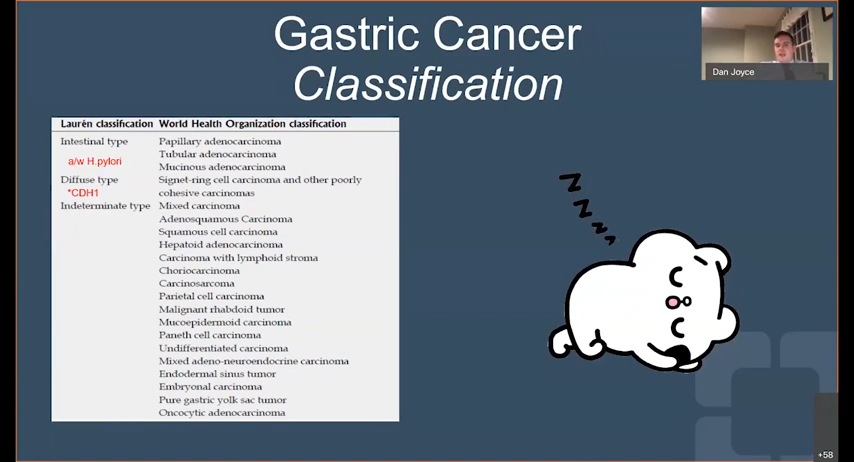 Gastric Cancer
Classification
Dan Joyce
Laurén classification World Health Organization classification
Intestinal type Papillary adenocarcinoma
Tubular adenocarcinoma
a/w H.pylori
Mucinous adenocarcinoma
Diffuse type Signet-ring cell carcinoma and other poorly
*CDH1 cohesive carcinomas
Indeterminate type Mixed carcinoma
Adenosquamous Carcinoma
Squamous cell carcinoma
Hepatoid adenocarcinoma
Carcinoma with lymphoid stroma
Choriocarcinoma
Carcinosarcoma
Parietal cell carcinoma
Malignant rhabdoid tumor
Mucoepidermoid carcinoma
Paneth cell carcinoma
Undifferentiated carcinoma
Mixed adeno-neuroendocrine carcinoma
Endodermal sinus tumor
Embryonal carcinoma
Pure gastric yolk sac tumor
Oncocytic adenocarcinoma
Z
Z
Z
Z
+58